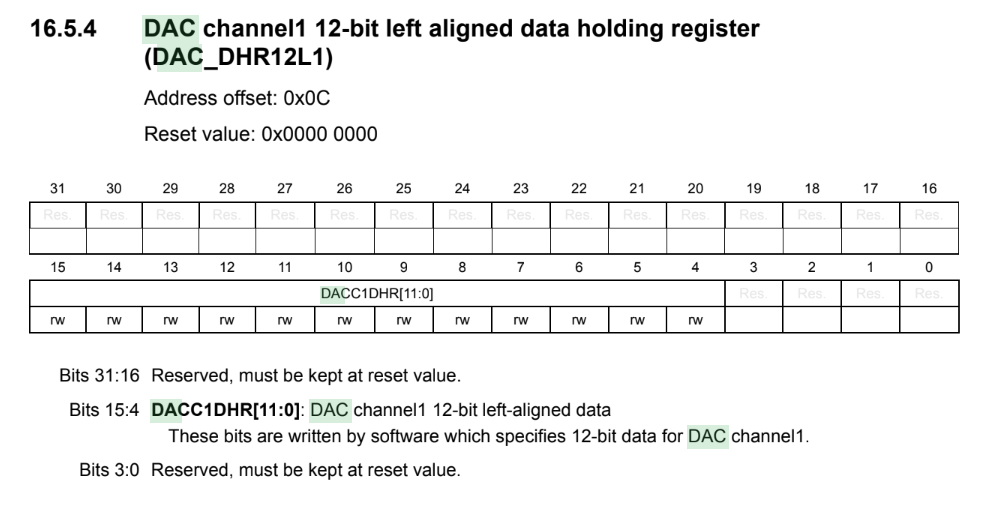 16.5.4 DAC channel1 12-bit left aligned data holding register
(DAC_DHR12L1)
Address offset: 0x0C
Reset value: 0x0000 0000
31 30 29 28 27 26 25 24 23 22 21 20 19 18 17 16
Res. Res. Res. Res. Res. Res. Res. Res. Res. Res. Res. Res. Res. Res. Res. Res.
15 14 13 12 11 10 9 8 7 6 5 4 3 2 1 0
DACC1DHR[11:0] Res. Res. Res. Res.
rw rw rw rw rw rw rw rw rw rw rw rw
Bits 31:16 Reserved, must be kept at reset value.
Bits 15:4 DACC1DHR[11:0]: DAC channel1 12-bit left-aligned data
These bits are written by software which specifies 12-bit data for DAC channel1.
Bits 3:0 Reserved, must be kept at reset value.